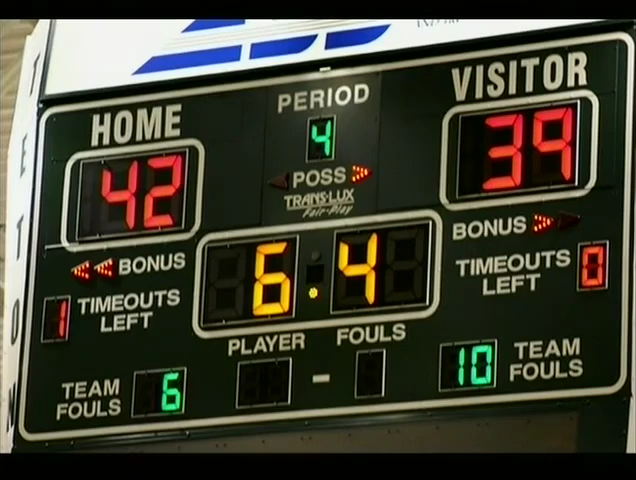 HOME
PERIOD
VISITOR
42
4
39
POSS
TRANS-LUX
Fair-Play
BONUS
6.4
BONUS
1
TIMEOUTS
LEFT
TIMEOUTS
LEFT
0
PLAYER
FOULS
TEAM
FOULS
6
-
10
TEAM
FOULS